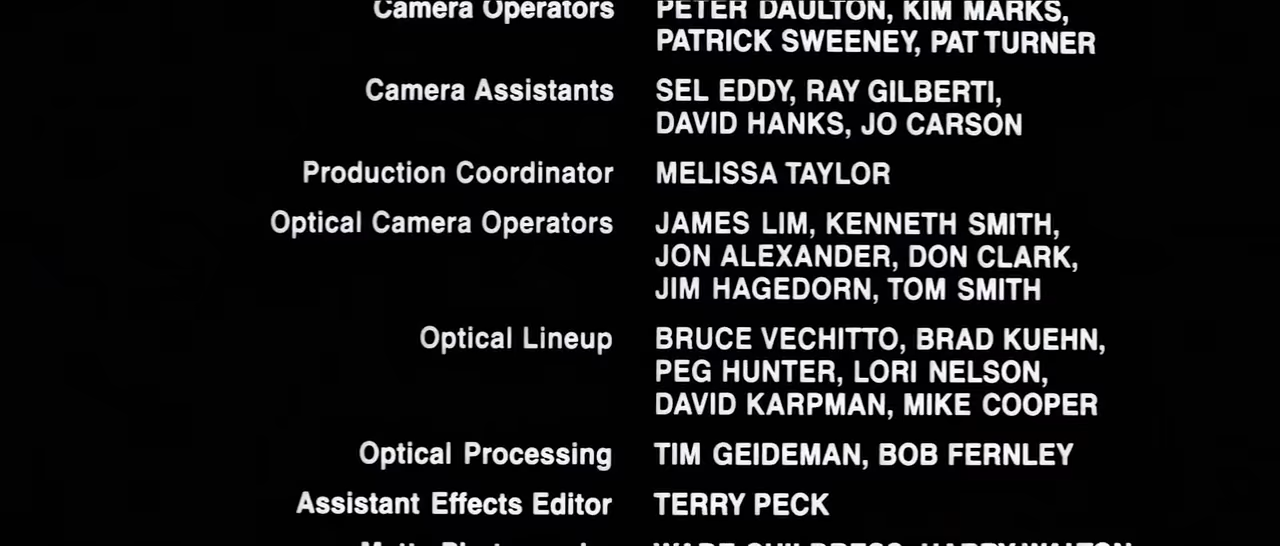 Camera Operators PETER DAULTON, KIM MARKS,
PATRICK SWEENEY, PAT TURNER
Camera Assistants SEL EDDY, RAY GILBERTI,
DAVID HANKS, JO CARSON
Production Coordinator MELISSA TAYLOR
Optical Camera Operators JAMES LIM, KENNETH SMITH,
JON ALEXANDER, DON CLARK,
JIM HAGEDORN, TOM SMITH
Optical Lineup BRUCE VECHITTO, BRAD KUEHN,
PEG HUNTER, LORI NELSON,
DAVID KARPMAN, MIKE COOPER
Optical Processing TIM GEIDEMAN, BOB FERNLEY
Assistant Effects Editor TERRY PECK